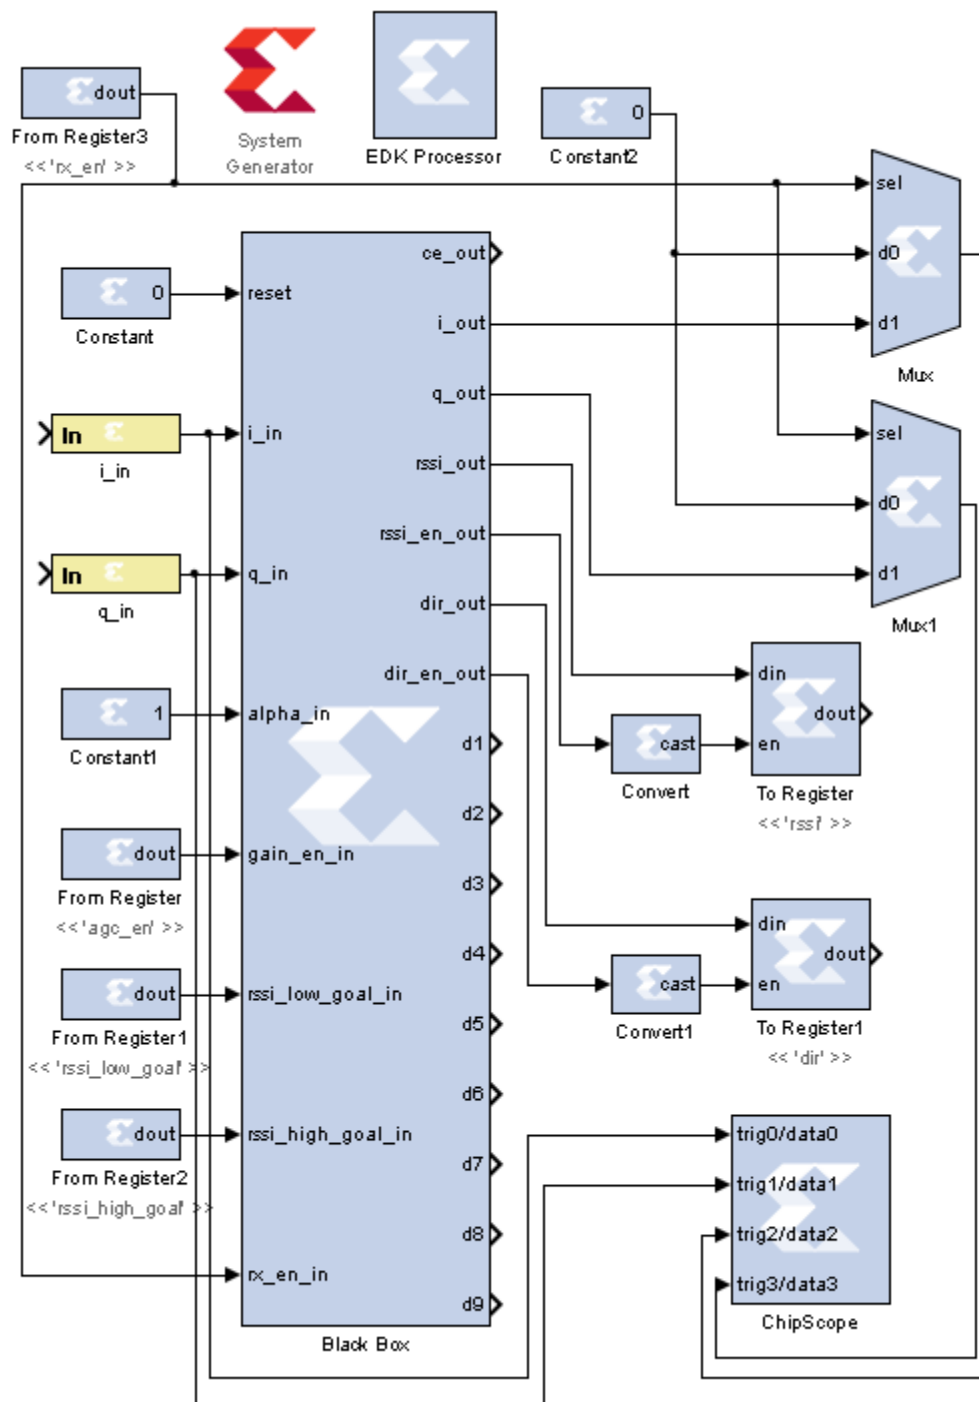 dout
From Register3
<<'rx_en'>>
System
Generator
EDK Processor
0
Constant2
sel
d0
d1
Mux
0
Constant
In
i_in
In
q_in
1
Constant1
dout
From Register
<<'agc_en'>>
dout
From Register1
<<'rssi_low_goal'>>
dout
From Register2
<<'rssi_high_goal'>>
reset
i_in
q_in
alpha_in
gain_en_in
rssi_low_goal_in
rssi_high_goal_in
rx_en_in
ce_out
i_out
q_out
rssi_out
rssi_en_out
dir_out
dir_en_out
d1
d2
d3
d4
d5
d6
d7
d8
d9
Black Box
sel
d0
d1
Mux1
cast
Convert
din
dout
en
To Register
<<'rssi'>>
cast
Convert1
din
dout
en
To Register1
<<'dir'>>
trig0/data0
trig1/data1
trig2/data2
trig3/data3
ChipScope